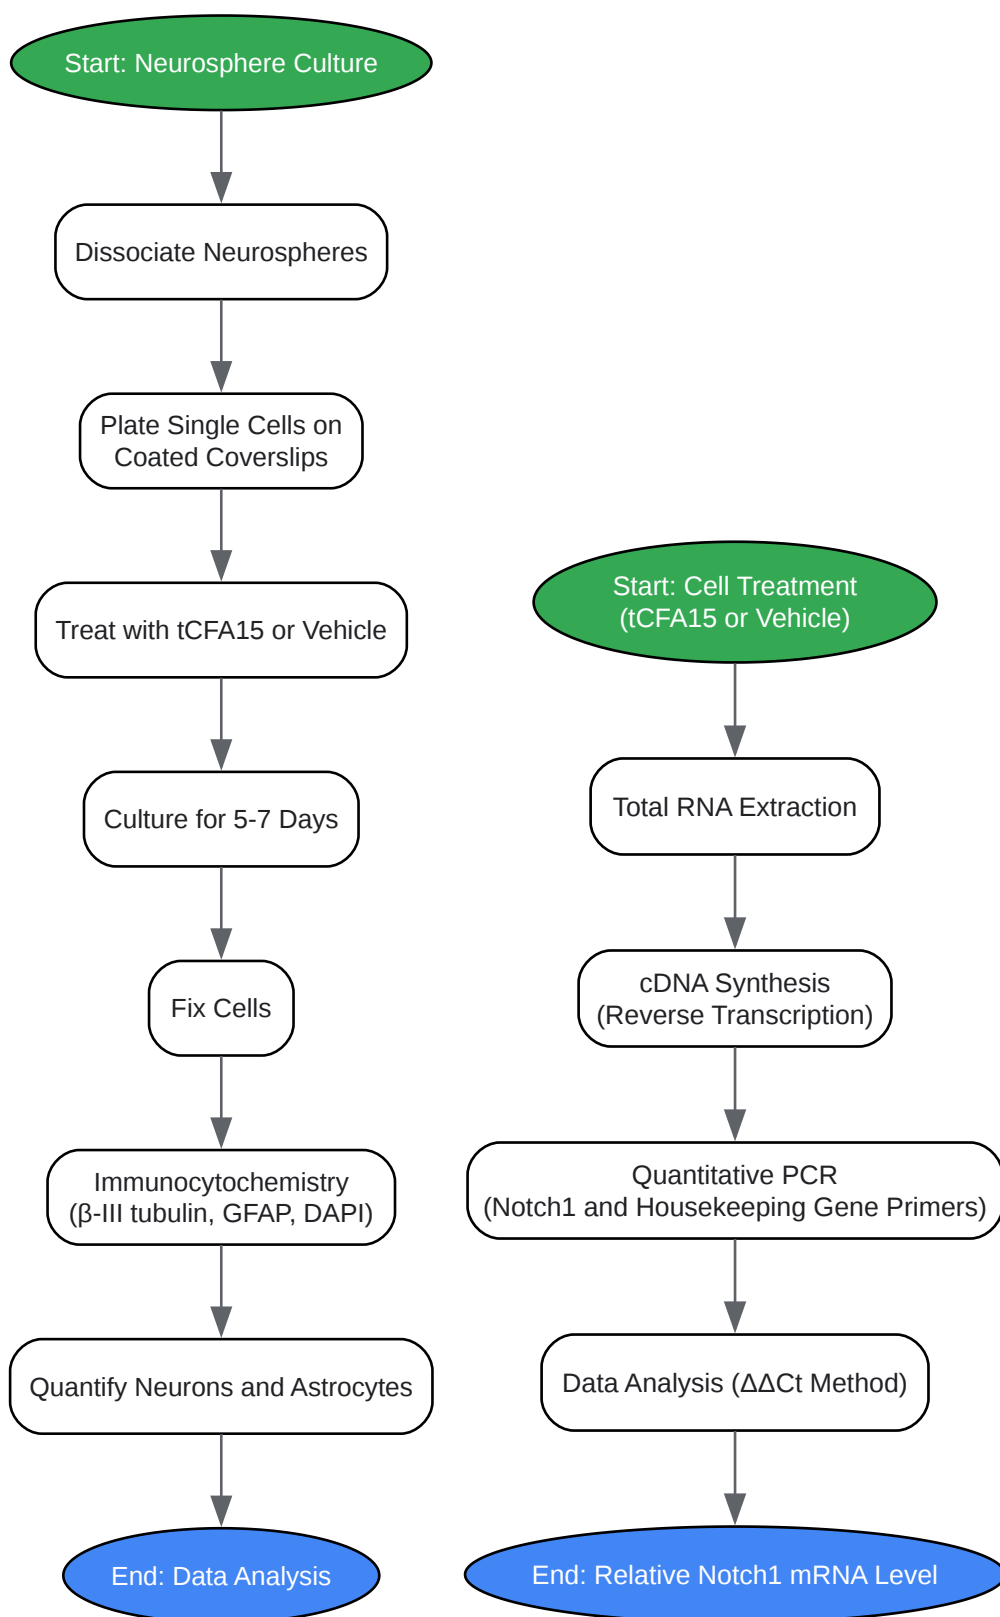 Start: Neurosphere Culture
Dissociate Neurospheres
Plate Single Cells on
Coated Coverslips
Treat with tCFA15 or Vehicle
Culture for 5-7 Days
Fix Cells
Immunocytochemistry
(β-III tubulin, GFAP, DAPI)
Quantify Neurons and Astrocytes
End: Data Analysis
Start: Cell Treatment
(tCFA15 or Vehicle)
Total RNA Extraction
cDNA Synthesis
(Reverse Transcription)
Quantitative PCR
(Notch1 and Housekeeping Gene Primers)
Data Analysis (ΔΔCt Method)
End: Relative Notch1 mRNA Level